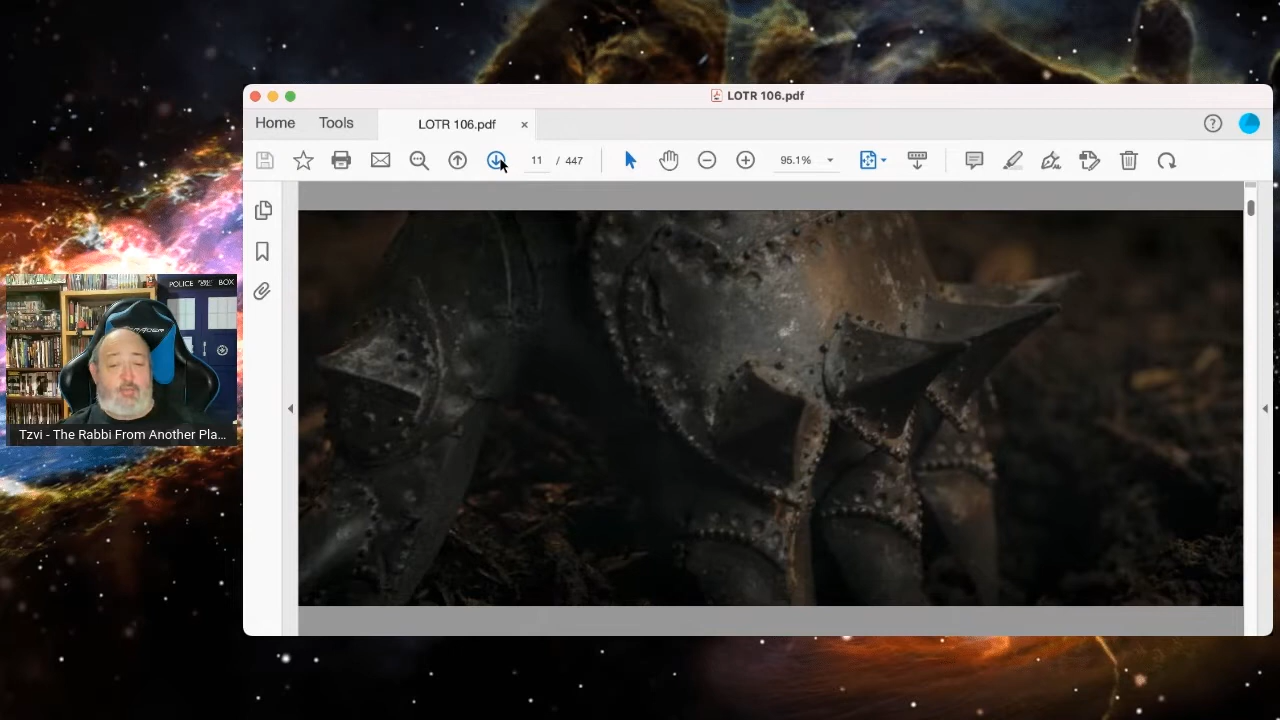 LOTR 106.pdf
Home
Tools
LOTR 106.pdf ×
11 / 447
95.1%
POLICE BOX
Tzvi - The Rabbi From Another Pla...